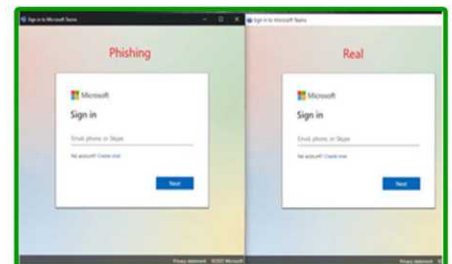 Sign in to Microsoft Teams
Phishing
Microsoft
Sign in
Email, phone, or Skype
No account? Create one!
Next
Privacy statement ©2022 Microsoft
Sign in to Microsoft Teams
Real
Microsoft
Sign in
Email, phone, or Skype
No account? Create one!
Next
Privacy statement